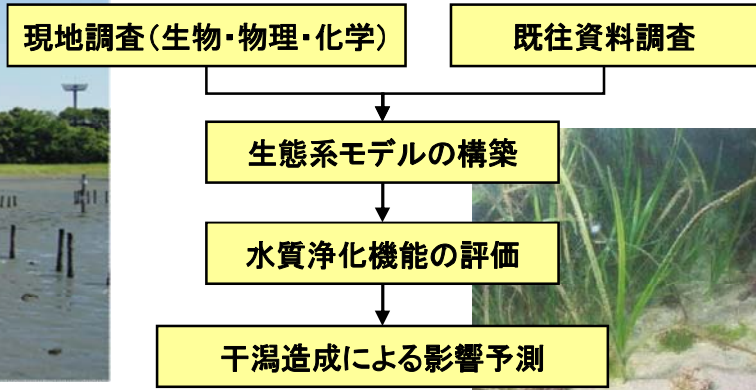 現地調査(生物・物理・化学)
既往資料調査
生態系モデルの構築
水質浄化機能の評価
干潟造成による影響予測